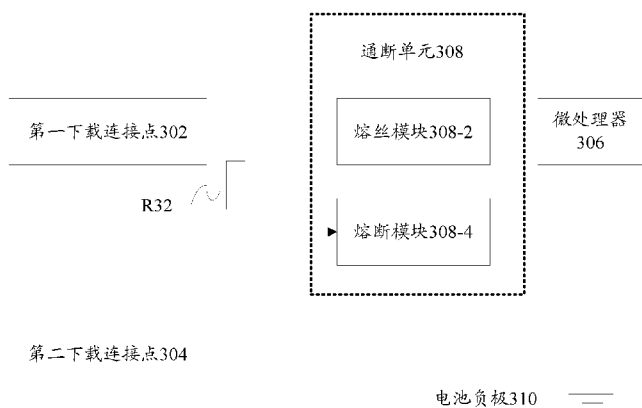 通断单元308
第一下载连接点302
熔丝模块308-2
微处理器
306
R32
熔断模块308-4
第二下载连接点304
电池负极310